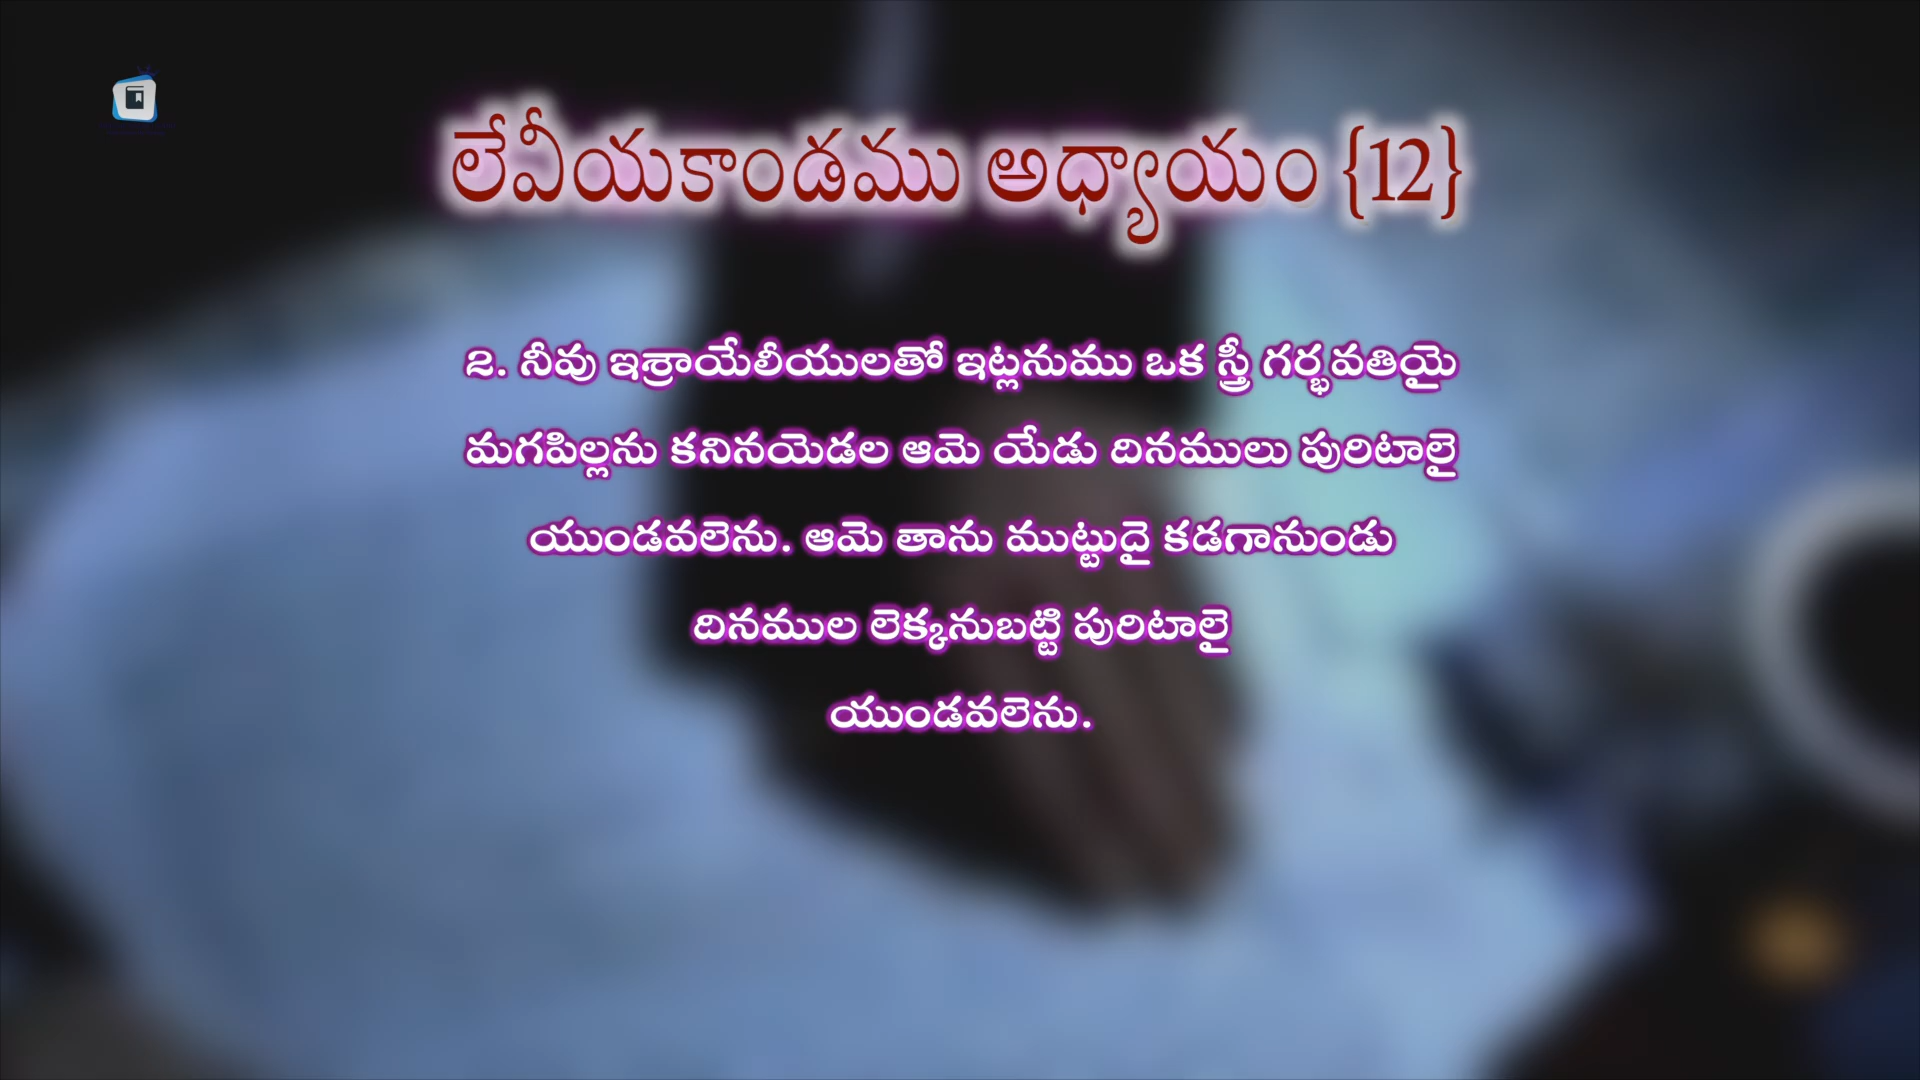 లేవీయకాండము అధ్యాయం {12}
౨. నీవు ఇశ్రాయేలీయులతో ఇట్లనుము ఒక స్త్రీ గర్భవతియై
మగపిల్లను కనినయెడల ఆమె యేడు దినములు పురిటాలై
యుండవలెను. ఆమె తాను ముట్టుదై కడగానుండు
దినముల లెక్కనుబట్టి పురిటాలై
యుండవలెను.